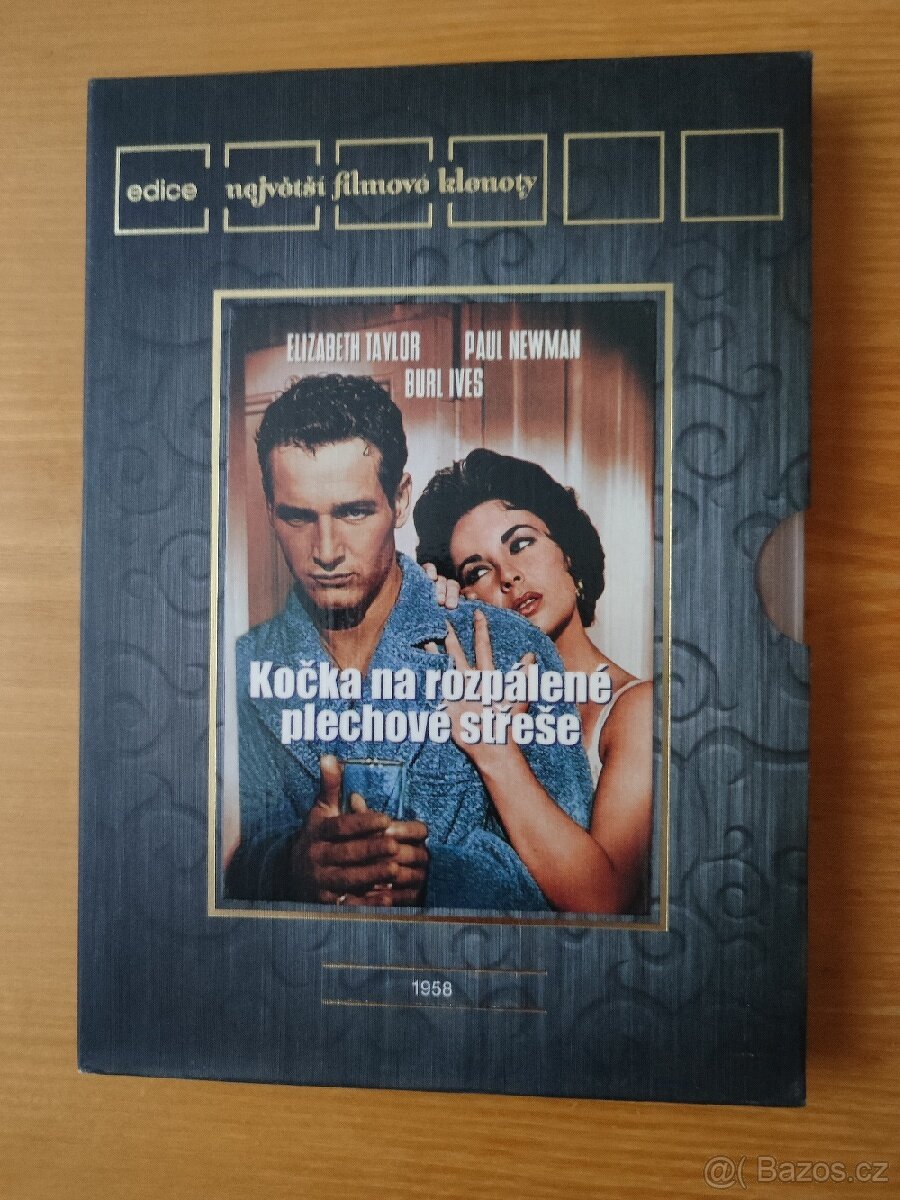 edice největší filmové klenoty
ELIZABETH TAYLOR PAUL NEWMAN
BURL IVES
Kočka na rozpálené
plechové střeše
1958
@( Bazos.cz